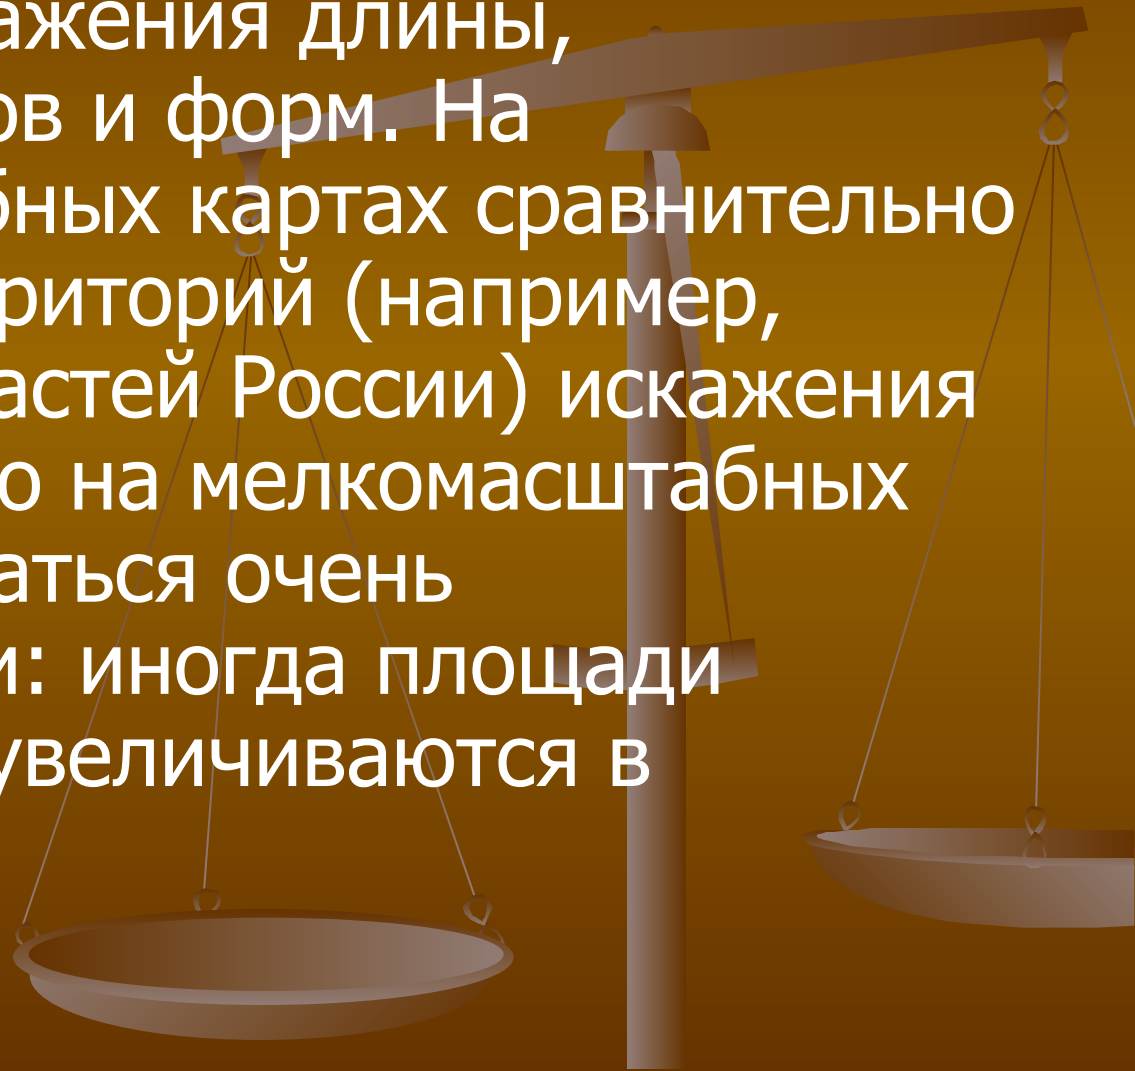 ажения длины,
ов и форм. На
бных картах сравнительно
риторий (например,
астей России) искажения
о на мелкомасштабных
аться очень
и: иногда площади
увеличиваются в